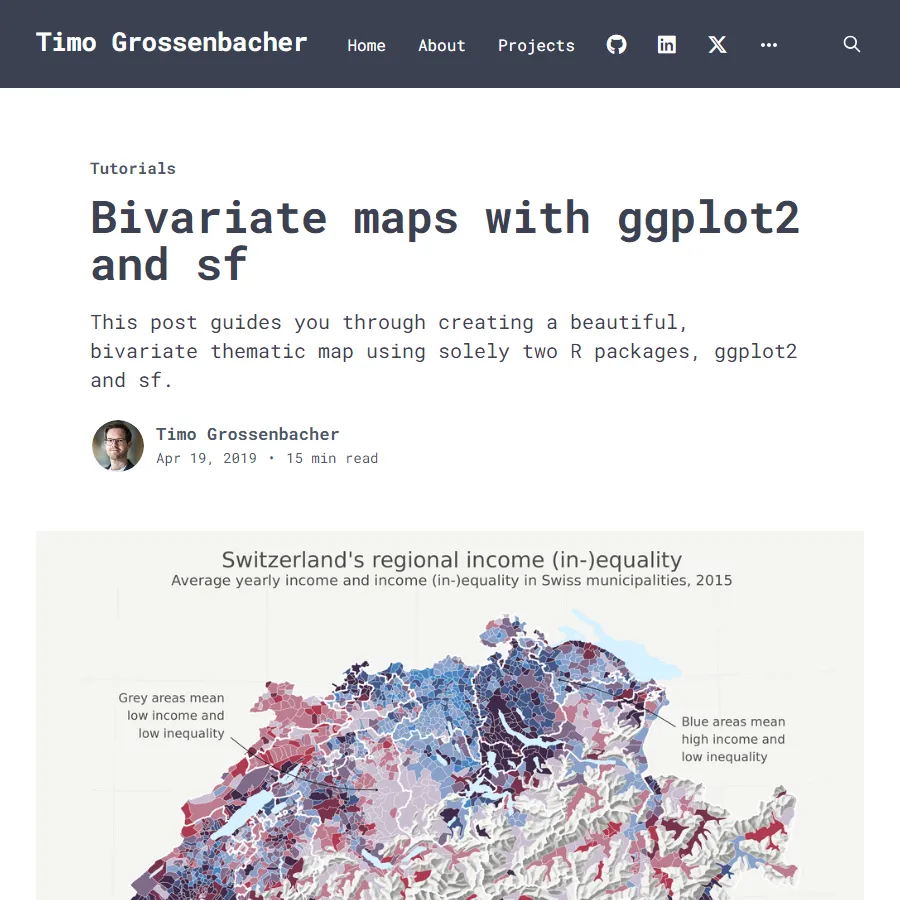 Timo Grossenbacher Home About Projects
Tutorials
Bivariate maps with ggplot2
and sf
This post guides you through creating a beautiful,
bivariate thematic map using solely two R packages, ggplot2
and sf.
Timo Grossenbacher
Apr 19, 2019 • 15 min read
Switzerland's regional income (in-)equality
Average yearly income and income (in-)equality in Swiss municipalities, 2015
Grey areas mean
low income and
low inequality
Blue areas mean
high income and
low inequality